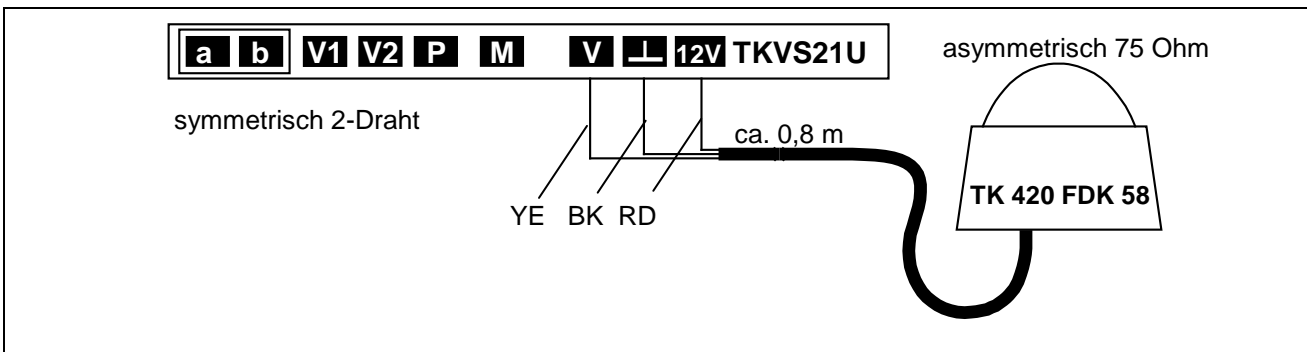 a b V1 V2 P M V ⊥ 12V TKVS21U
asymmetrisch 75 Ohm
symmetrisch 2-Draht
ca. 0,8 m
TK 420 FDK 58
YE BK RD